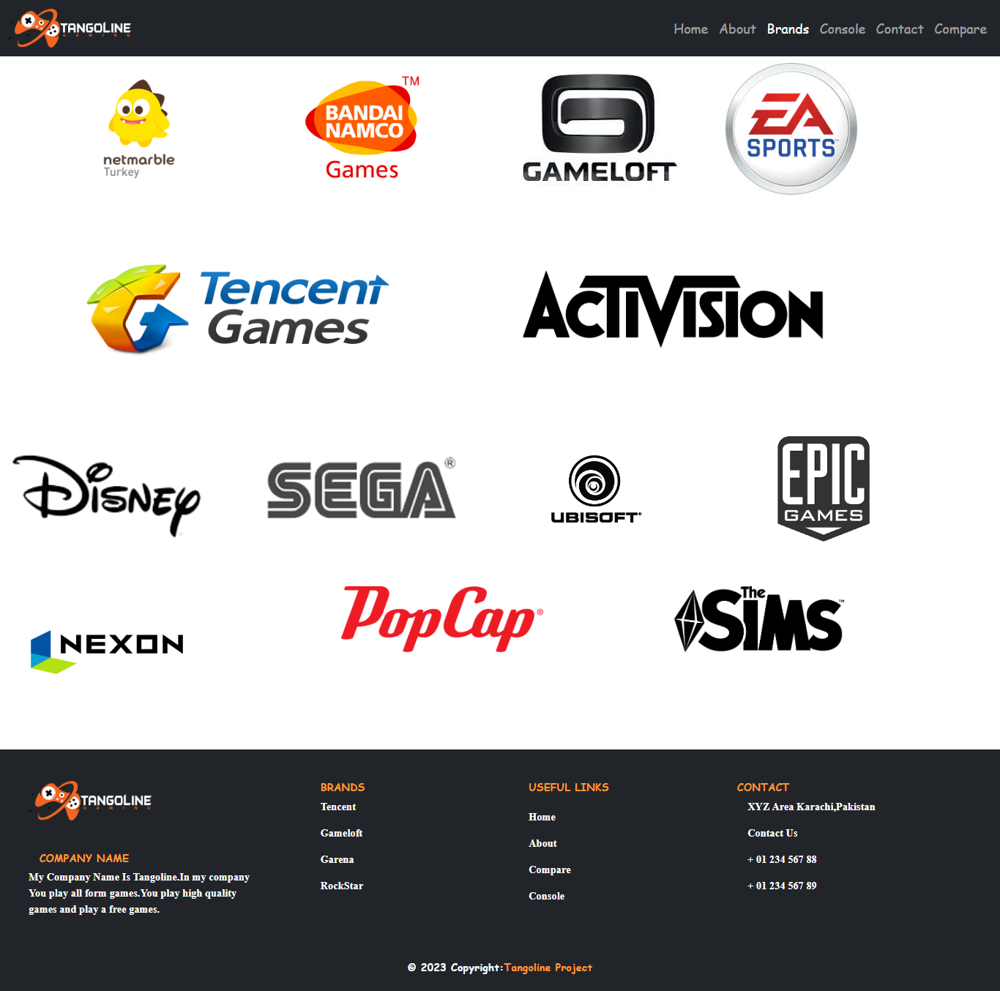 TANGOLINE
GAMING
Home About Brands Console Contact Compare
netmarble
Turkey
TM
BANDAI
NAMCO
Games
GAMELOFT
EA
SPORTS
™
Tencent
Games
ACTIVISION
Disney
SEGA®
UBISOFT®
EPIC
GAMES
NEXON
PopCap®
The
SIMS™
TANGOLINE
GAMING
COMPANY NAME
My Company Name Is Tangoline.In my company
You play all form games.You play high quality
games and play a free games.
BRANDS
Tencent
Gameloft
Garena
RockStar
USEFUL LINKS
Home
About
Compare
Console
CONTACT
XYZ Area Karachi,Pakistan
Contact Us
+ 01 234 567 88
+ 01 234 567 89
© 2023 Copyright:Tangoline Project